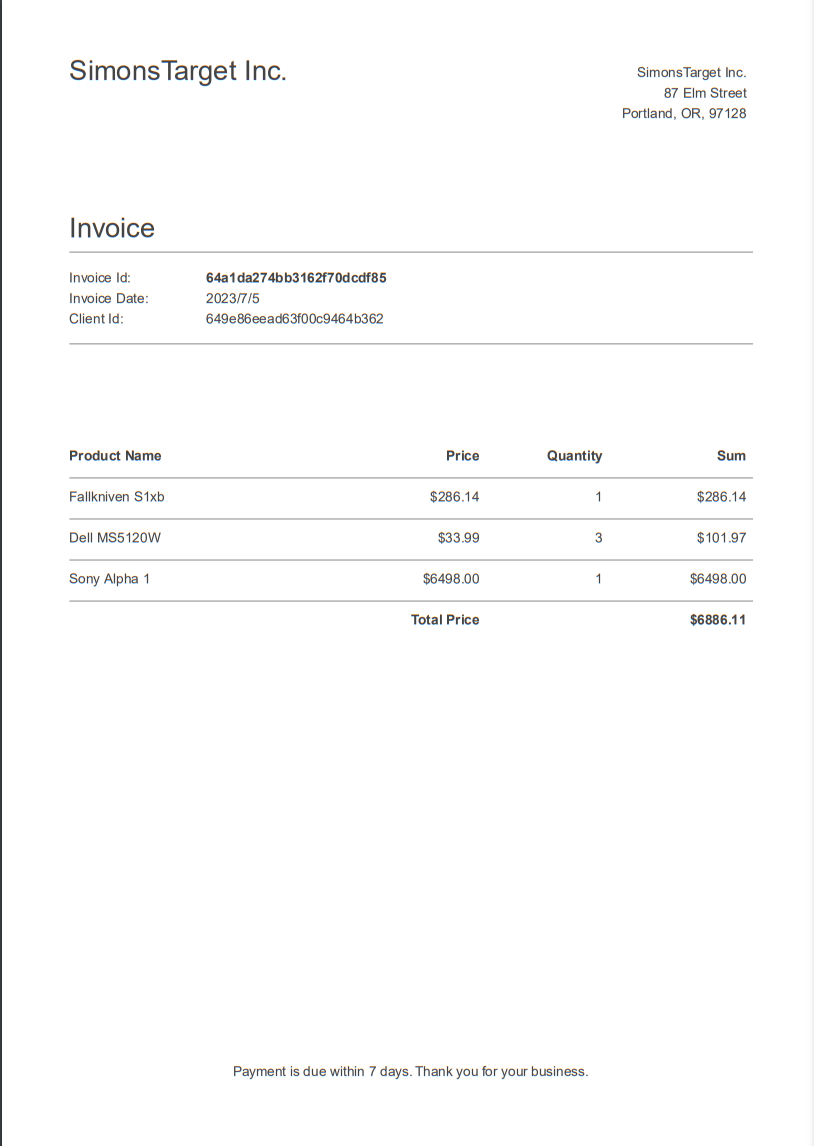 SimonsTarget Inc.
SimonsTarget Inc.
87 Elm Street
Portland, OR, 97128
Invoice
Invoice Id: 64a1da274bb3162f70dcdf85
Invoice Date: 2023/7/5
Client Id: 649e86eead63f00c9464b362
Product Name Price Quantity Sum
Fallkniven S1xb $286.14 1 $286.14
Dell MS5120W $33.99 3 $101.97
Sony Alpha 1 $6498.00 1 $6498.00
Total Price $6886.11
Payment is due within 7 days. Thank you for your business.